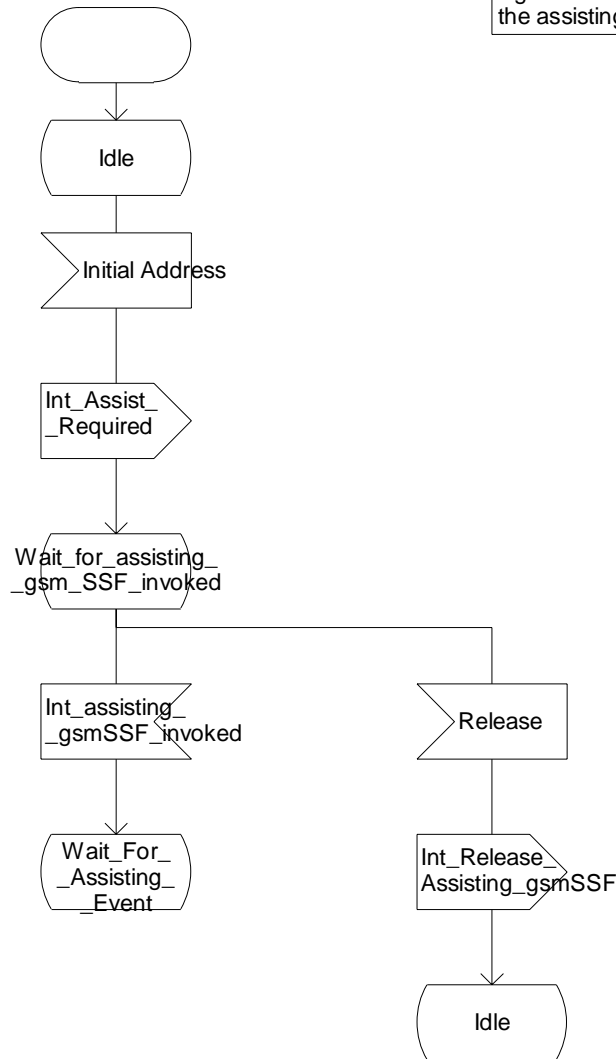 the assisting
Idle
Initial Address
Int_Assist_
_Required
Wait_for_assisting_
_gsm_SSF_invoked
Int_assisting_
_gsmSSF_invoked
Release
Wait_For_
_Assisting_
_Event
Int_Release_
Assisting_gsmSSF
Idle